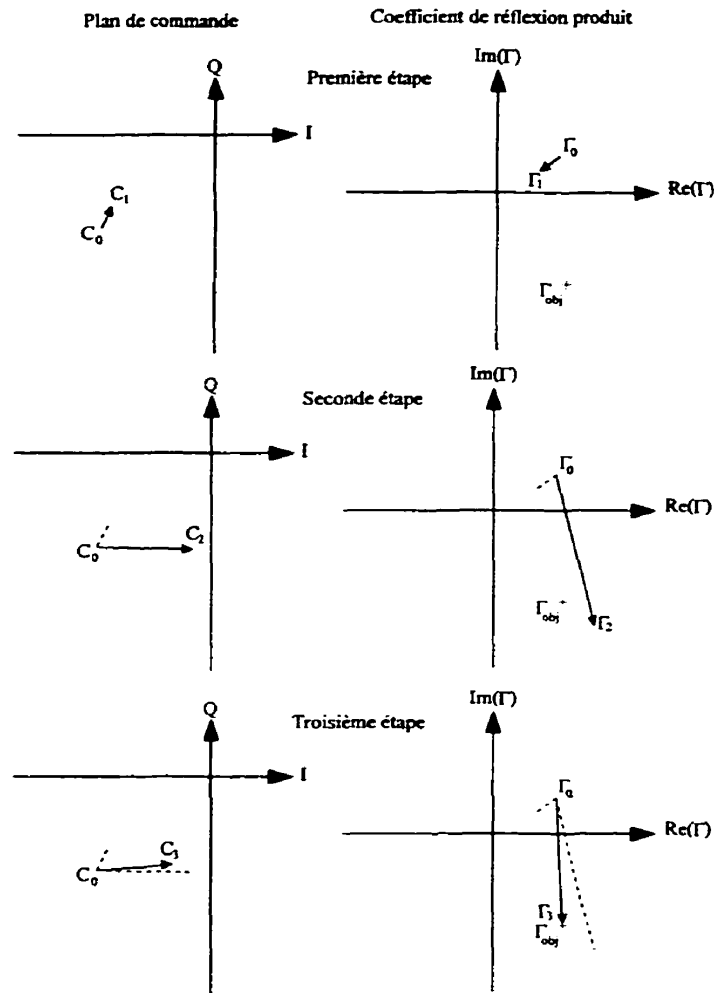 Plan de commande
Coefficient de réflexion produit
Première étape
Q
I
C₁
C₀
Im(Γ)
Γ₀
Γ₁
Re(Γ)
Γobj +
Seconde étape
Q
I
C₂
C₀
Im(Γ)
Γ₀
Re(Γ)
Γobj +
Γ₂
Troisième étape
Q
I
C₃
C₀
Im(Γ)
Γ₀
Re(Γ)
Γ₃
Γobj